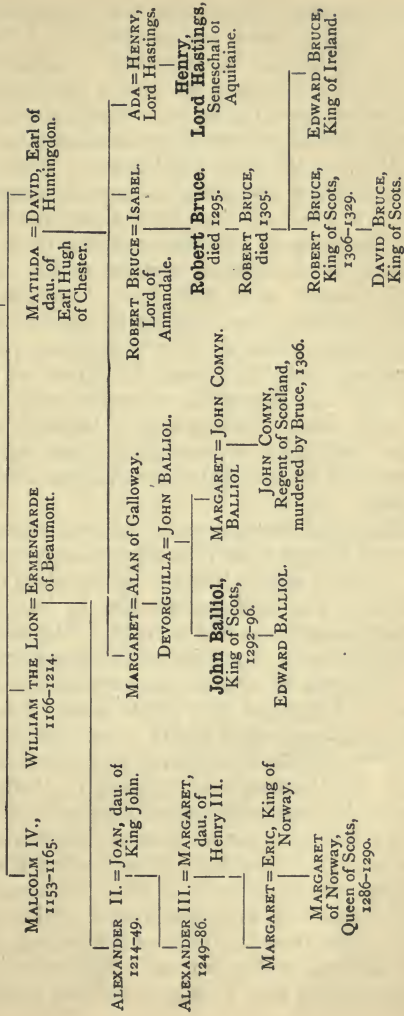 MALCOLM IV.,
1153-1165.
WILLIAM THE LION = ERMENGARDE
1166-1214. of Beaumont.
MATILDA = DAVID, Earl of
dau. of Huntingdon.
Earl Hugh
of Chester.
ALEXANDER II. = JOAN, dau. of
1214-49. King John.
ALEXANDER III. = MARGARET,
1249-86. dau. of
Henry III.
MARGARET = ERIC, King of
Norway.
MARGARET
of Norway,
Queen of Scots,
1286-1290.
MARGARET = ALAN of Galloway.
DEVORGUILLA = JOHN BALLIOL.
John Balliol,
King of Scots,
1292-96.
EDWARD BALLIOL.
MARGARET = JOHN COMYN.
BALLIOL
JOHN COMYN,
Regent of Scotland,
murdered by Bruce, 1306.
ROBERT BRUCE = ISABEL.
Lord of
Annandale.
Robert Bruce.
died 1295.
ROBERT BRUCE,
died 1305.
ROBERT BRUCE,
King of Scots,
1306-1329.
DAVID BRUCE,
King of Scots.
EDWARD BRUCE,
King of Ireland.
ADA = HENRY,
Lord Hastings.
Henry,
Lord Hastings,
Seneschal of
Aquitaine.